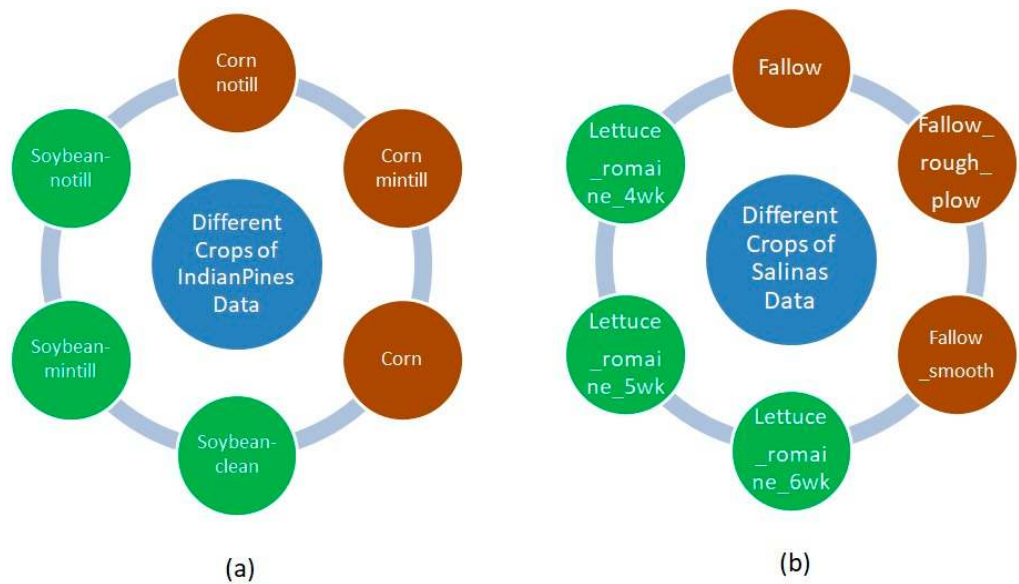 Corn
notill
Corn
mintill
Corn
Soybean-
clean
Soybean-
mintill
Soybean-
notill
Different
Crops of
IndianPines
Data
(a)
Fallow
Fallow_
rough_
plow
Fallow
_smooth
Lettuce
_romai
ne_6wk
Lettuce
_romai
ne_5wk
Lettuce
_romai
ne_4wk
Different
Crops of
Salinas
Data
(b)